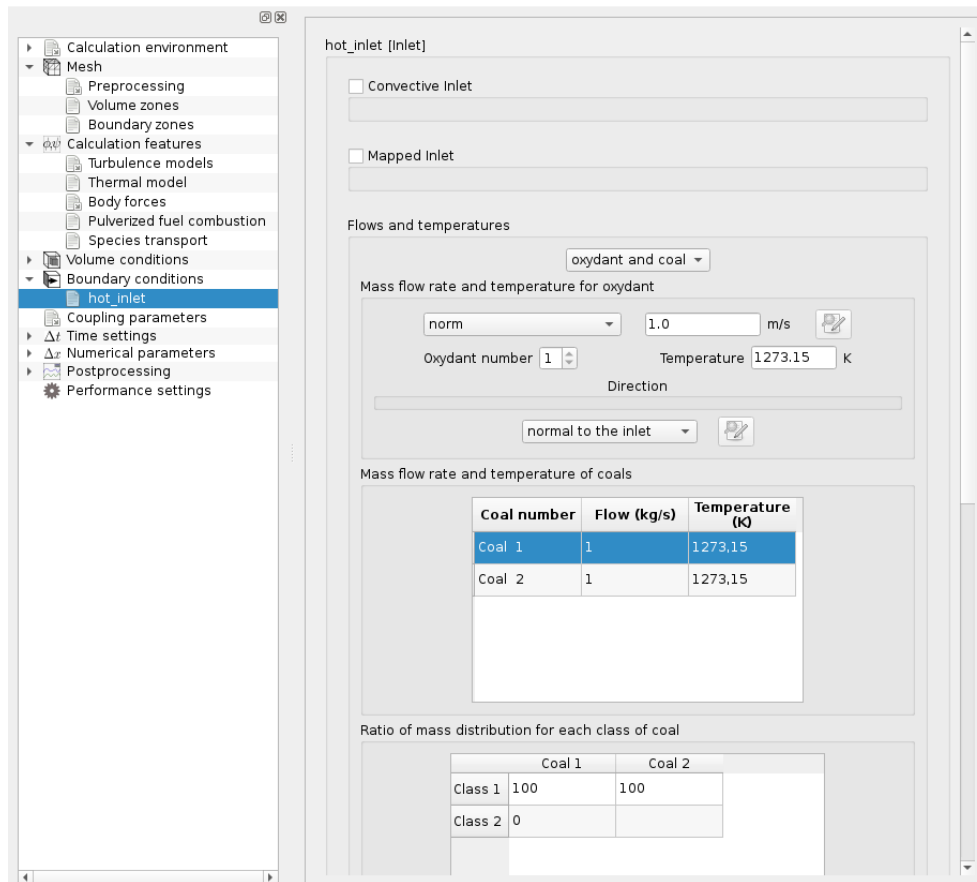 Calculation environment
Mesh
Preprocessing
Volume zones
Boundary zones
Calculation features
Turbulence models
Thermal model
Body forces
Pulverized fuel combustion
Species transport
Volume conditions
Boundary conditions
hot_inlet
Coupling parameters
Δt Time settings
Δx Numerical parameters
Postprocessing
Performance settings
hot_inlet [Inlet]
Convective Inlet
Mapped Inlet
Flows and temperatures
oxydant and coal
Mass flow rate and temperature for oxydant
norm 1.0 m/s
Oxydant number 1 Temperature 1273.15 K
Direction
normal to the inlet
Mass flow rate and temperature of coals
Coal number Flow (kg/s) Temperature (K)
Coal 1 1 1273,15
Coal 2 1 1273,15
Ratio of mass distribution for each class of coal
Coal 1 Coal 2
Class 1 100 100
Class 2 0